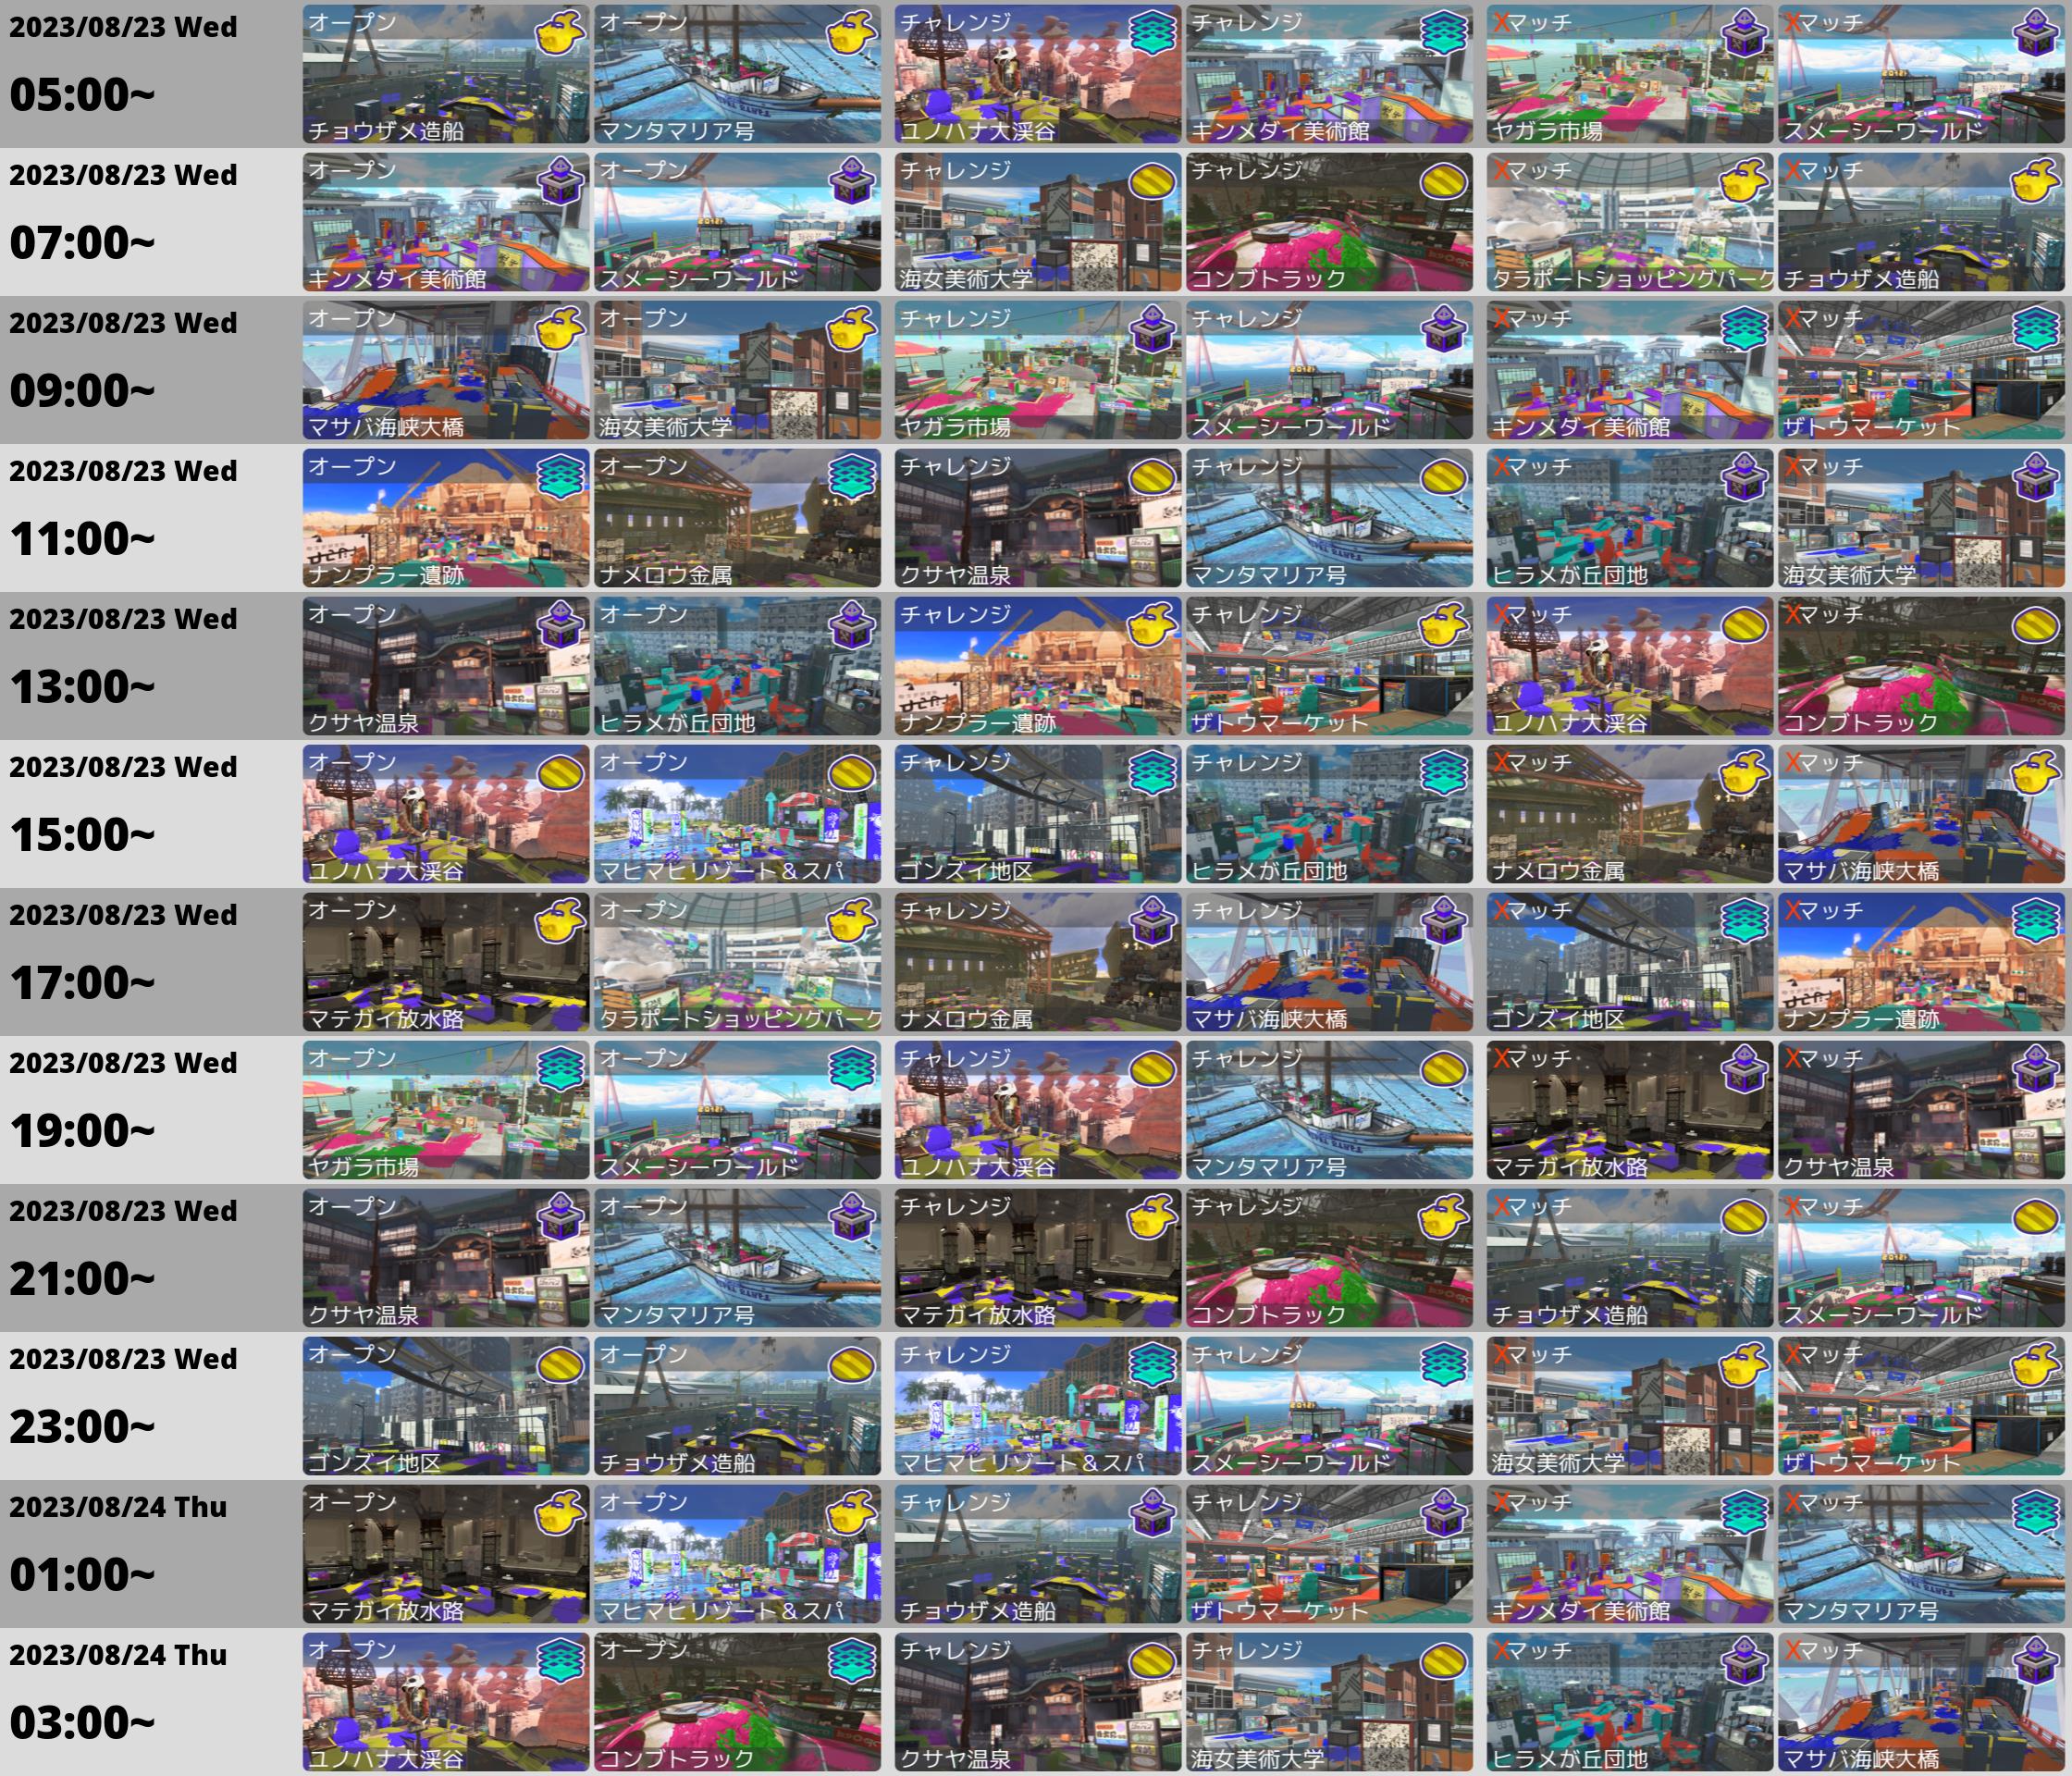 2023/08/23 Wed
05:00~
オープン オープン チャレンジ チャレンジ Xマッチ Xマッチ
チョウザメ造船 マンタマリア号 ユノハナ大渓谷 キンメダイ美術館 ヤガラ市場 スメーシーワールド
2023/08/23 Wed
07:00~
オープン オープン チャレンジ チャレンジ Xマッチ Xマッチ
キンメダイ美術館 スメーシーワールド 海女美術大学 コンブトラック タラポートショッピングパーク チョウザメ造船
2023/08/23 Wed
09:00~
オープン オープン チャレンジ チャレンジ Xマッチ Xマッチ
マサバ海峡大橋 海女美術大学 ヤガラ市場 スメーシーワールド キンメダイ美術館 ザトウマーケット
2023/08/23 Wed
11:00~
オープン オープン チャレンジ チャレンジ Xマッチ Xマッチ
ナンプラー遺跡 ナメロウ金属 クサヤ温泉 マンタマリア号 ヒラメが丘団地 海女美術大学
2023/08/23 Wed
13:00~
オープン オープン チャレンジ チャレンジ Xマッチ Xマッチ
クサヤ温泉 ヒラメが丘団地 ナンプラー遺跡 ザトウマーケット ユノハナ大渓谷 コンブトラック
2023/08/23 Wed
15:00~
オープン オープン チャレンジ チャレンジ Xマッチ Xマッチ
ユノハナ大渓谷 マヒマヒリゾート＆スパ ゴンズイ地区 ヒラメが丘団地 ナメロウ金属 マサバ海峡大橋
2023/08/23 Wed
17:00~
オープン オープン チャレンジ チャレンジ Xマッチ Xマッチ
マテガイ放水路 タラポートショッピングパーク ナメロウ金属 マサバ海峡大橋 ゴンズイ地区 ナンプラー遺跡
2023/08/23 Wed
19:00~
オープン オープン チャレンジ チャレンジ Xマッチ Xマッチ
ヤガラ市場 スメーシーワールド ユノハナ大渓谷 マンタマリア号 マテガイ放水路 クサヤ温泉
2023/08/23 Wed
21:00~
オープン オープン チャレンジ チャレンジ Xマッチ Xマッチ
クサヤ温泉 マンタマリア号 マテガイ放水路 コンブトラック チョウザメ造船 スメーシーワールド
2023/08/23 Wed
23:00~
オープン オープン チャレンジ チャレンジ Xマッチ Xマッチ
ゴンズイ地区 チョウザメ造船 マヒマヒリゾート＆スパ スメーシーワールド 海女美術大学 ザトウマーケット
2023/08/24 Thu
01:00~
オープン オープン チャレンジ チャレンジ Xマッチ Xマッチ
マテガイ放水路 マヒマヒリゾート＆スパ チョウザメ造船 ザトウマーケット キンメダイ美術館 マンタマリア号
2023/08/24 Thu
03:00~
オープン オープン チャレンジ チャレンジ Xマッチ Xマッチ
ユノハナ大渓谷 コンブトラック クサヤ温泉 海女美術大学 ヒラメが丘団地 マサバ海峡大橋